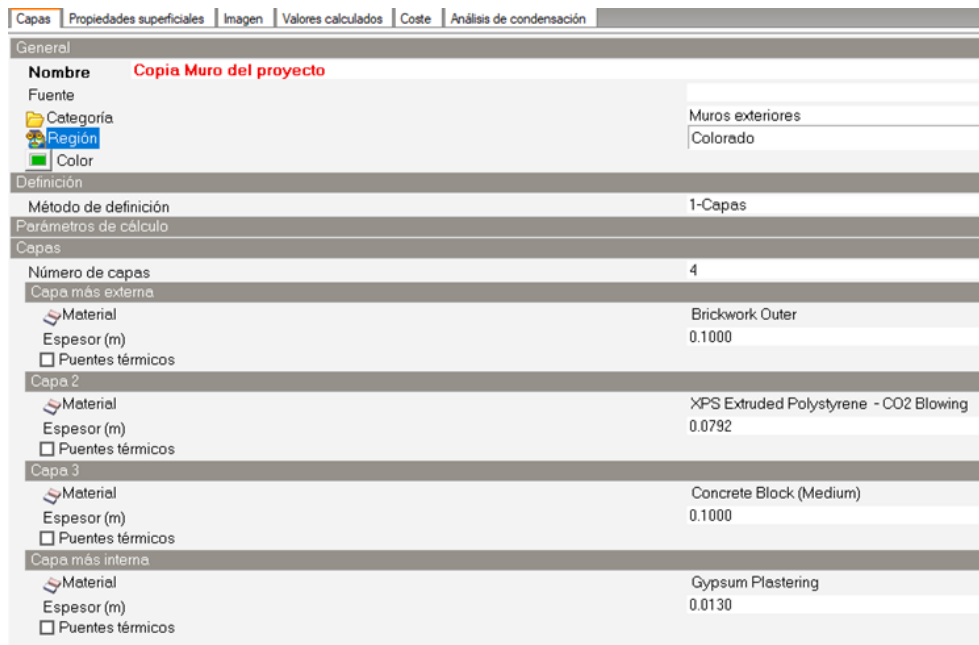 Capas Propiedades superficiales Imagen Valores calculados Coste Análisis de condensación
General
Nombre Copia Muro del proyecto
Fuente
Categoría Muros exteriores
Región Colorado
Color
Definición
Método de definición 1-Capas
Parámetros de cálculo
Capas
Número de capas 4
Capa más externa
Material Brickwork Outer
Espesor (m) 0.1000
Puentes térmicos
Capa 2
Material XPS Extruded Polystyrene - CO2 Blowing
Espesor (m) 0.0792
Puentes térmicos
Capa 3
Material Concrete Block (Medium)
Espesor (m) 0.1000
Puentes térmicos
Capa más interna
Material Gypsum Plastering
Espesor (m) 0.0130
Puentes térmicos